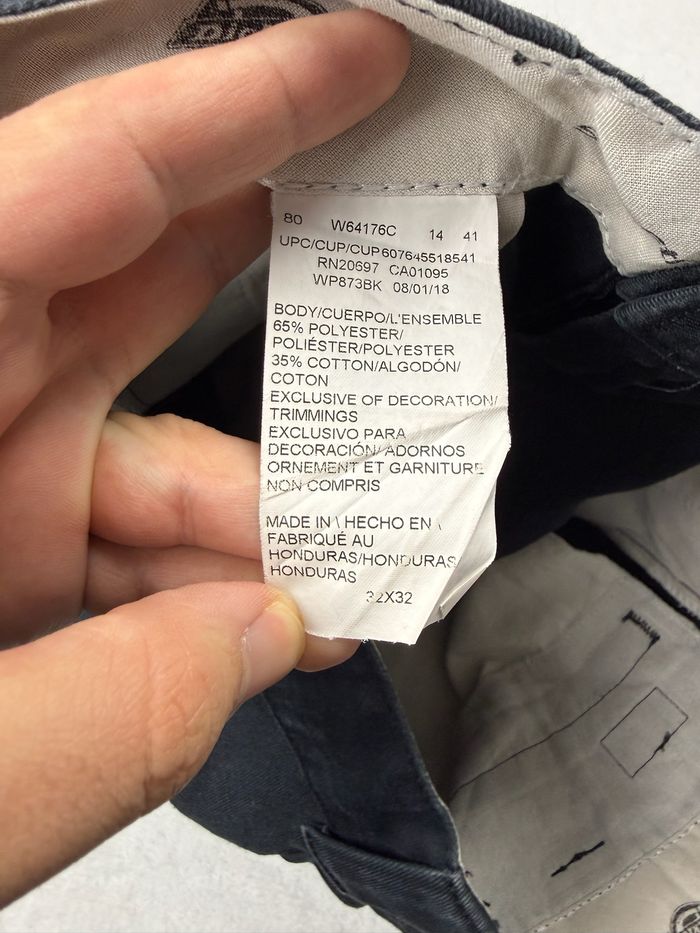 80 W64176C 14 41
UPC/CUP/CUP607645518541
RN20697 CA01095
WP873BK 08/01/18
BODY/CUERPO/L'ENSEMBLE
65% POLYESTER/
POLIÉSTER/POLYESTER
35% COTTON/ALGODÓN/
COTON
EXCLUSIVE OF DECORATION/
TRIMMINGS
EXCLUSIVO PARA
DECORACIÓN/ ADORNOS
ORNEMENT ET GARNITURE
NON COMPRIS
MADE IN \ HECHO EN \
FABRIQUÉ AU
HONDURAS/HONDURAS
HONDURAS
32X32